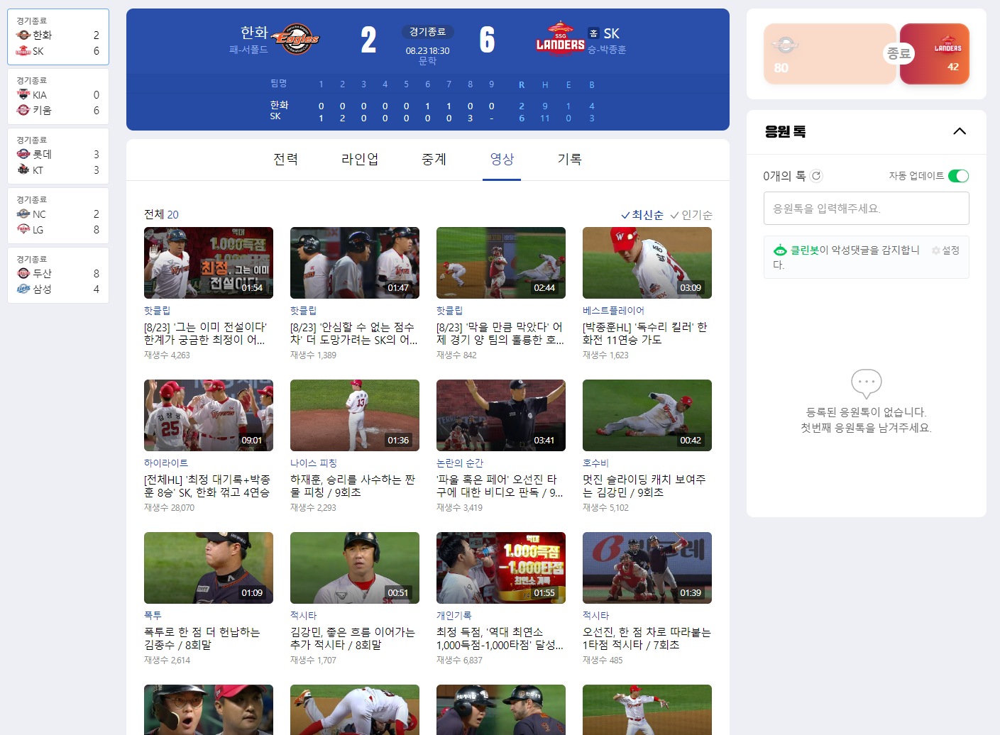 경기종료
한화 2
SK 6
경기종료
KIA 0
키움 6
경기종료
롯데 3
KT 3
경기종료
NC 2
LG 8
경기종료
두산 8
삼성 4
한화
패-서폴드
Eagles
2
경기종료
08.23 18:30
문학
6
SSG
LANDERS
홈 SK
승-박종훈
팀명 1 2 3 4 5 6 7 8 9 R H E B
한화 0 0 0 0 0 1 1 0 0 2 9 1 4
SK 1 2 0 0 0 0 0 3 - 6 11 0 3
전력 라인업 중계 영상 기록
전체 20
최신순 인기순
역대
1,000득점
최정. 그는 이미
전설이다
01:54
핫클립
[8/23] '그는 이미 전설이다'
한계가 궁금한 최정이 어...
재생수 4,263
01:47
핫클립
[8/23] '안심할 수 없는 점수
차' 더 도망가려는 SK의 어...
재생수 1,389
02:44
핫클립
[8/23] '막을 만큼 막았다' 어
제 경기 양 팀의 훌륭한 호...
재생수 842
03:09
베스트플레이어
[박종훈HL] '독수리 킬러' 한
화전 11연승 가도
재생수 1,623
25
09:01
하이라이트
[전체HL] '최정 대기록+박종
훈 8승' SK, 한화 꺾고 4연승
재생수 28,070
13
01:36
나이스 피칭
하재훈, 승리를 사수하는 짠
물 피칭 / 9회초
재생수 2,293
03:41
논란의 순간
'파울 혹은 페어' 오선진 타
구에 대한 비디오 판독 / 9...
재생수 3,419
00:42
호수비
멋진 슬라이딩 캐치 보여주
는 김강민 / 9회초
재생수 5,102
01:09
폭투
폭투로 한 점 더 헌납하는
김종수 / 8회말
재생수 2,614
SK
00:51
적시타
김강민, 좋은 흐름 이어가는
추가 적시타 / 8회말
재생수 1,707
역대
1,000득점
-1,000타점
최연소 기록
01:55
개인기록
최정 득점, '역대 최연소
1,000득점-1,000타점' 달성...
재생수 6,837
01:39
적시타
오선진, 한 점 차로 따라붙는
1타점 적시타 / 7회초
재생수 485
80
종료
LANDERS
42
응원 톡
0개의 톡
자동 업데이트
응원톡을 입력해주세요.
클린봇이 악성댓글을 감지합니
다.
설정
등록된 응원톡이 없습니다.
첫번째 응원톡을 남겨주세요.